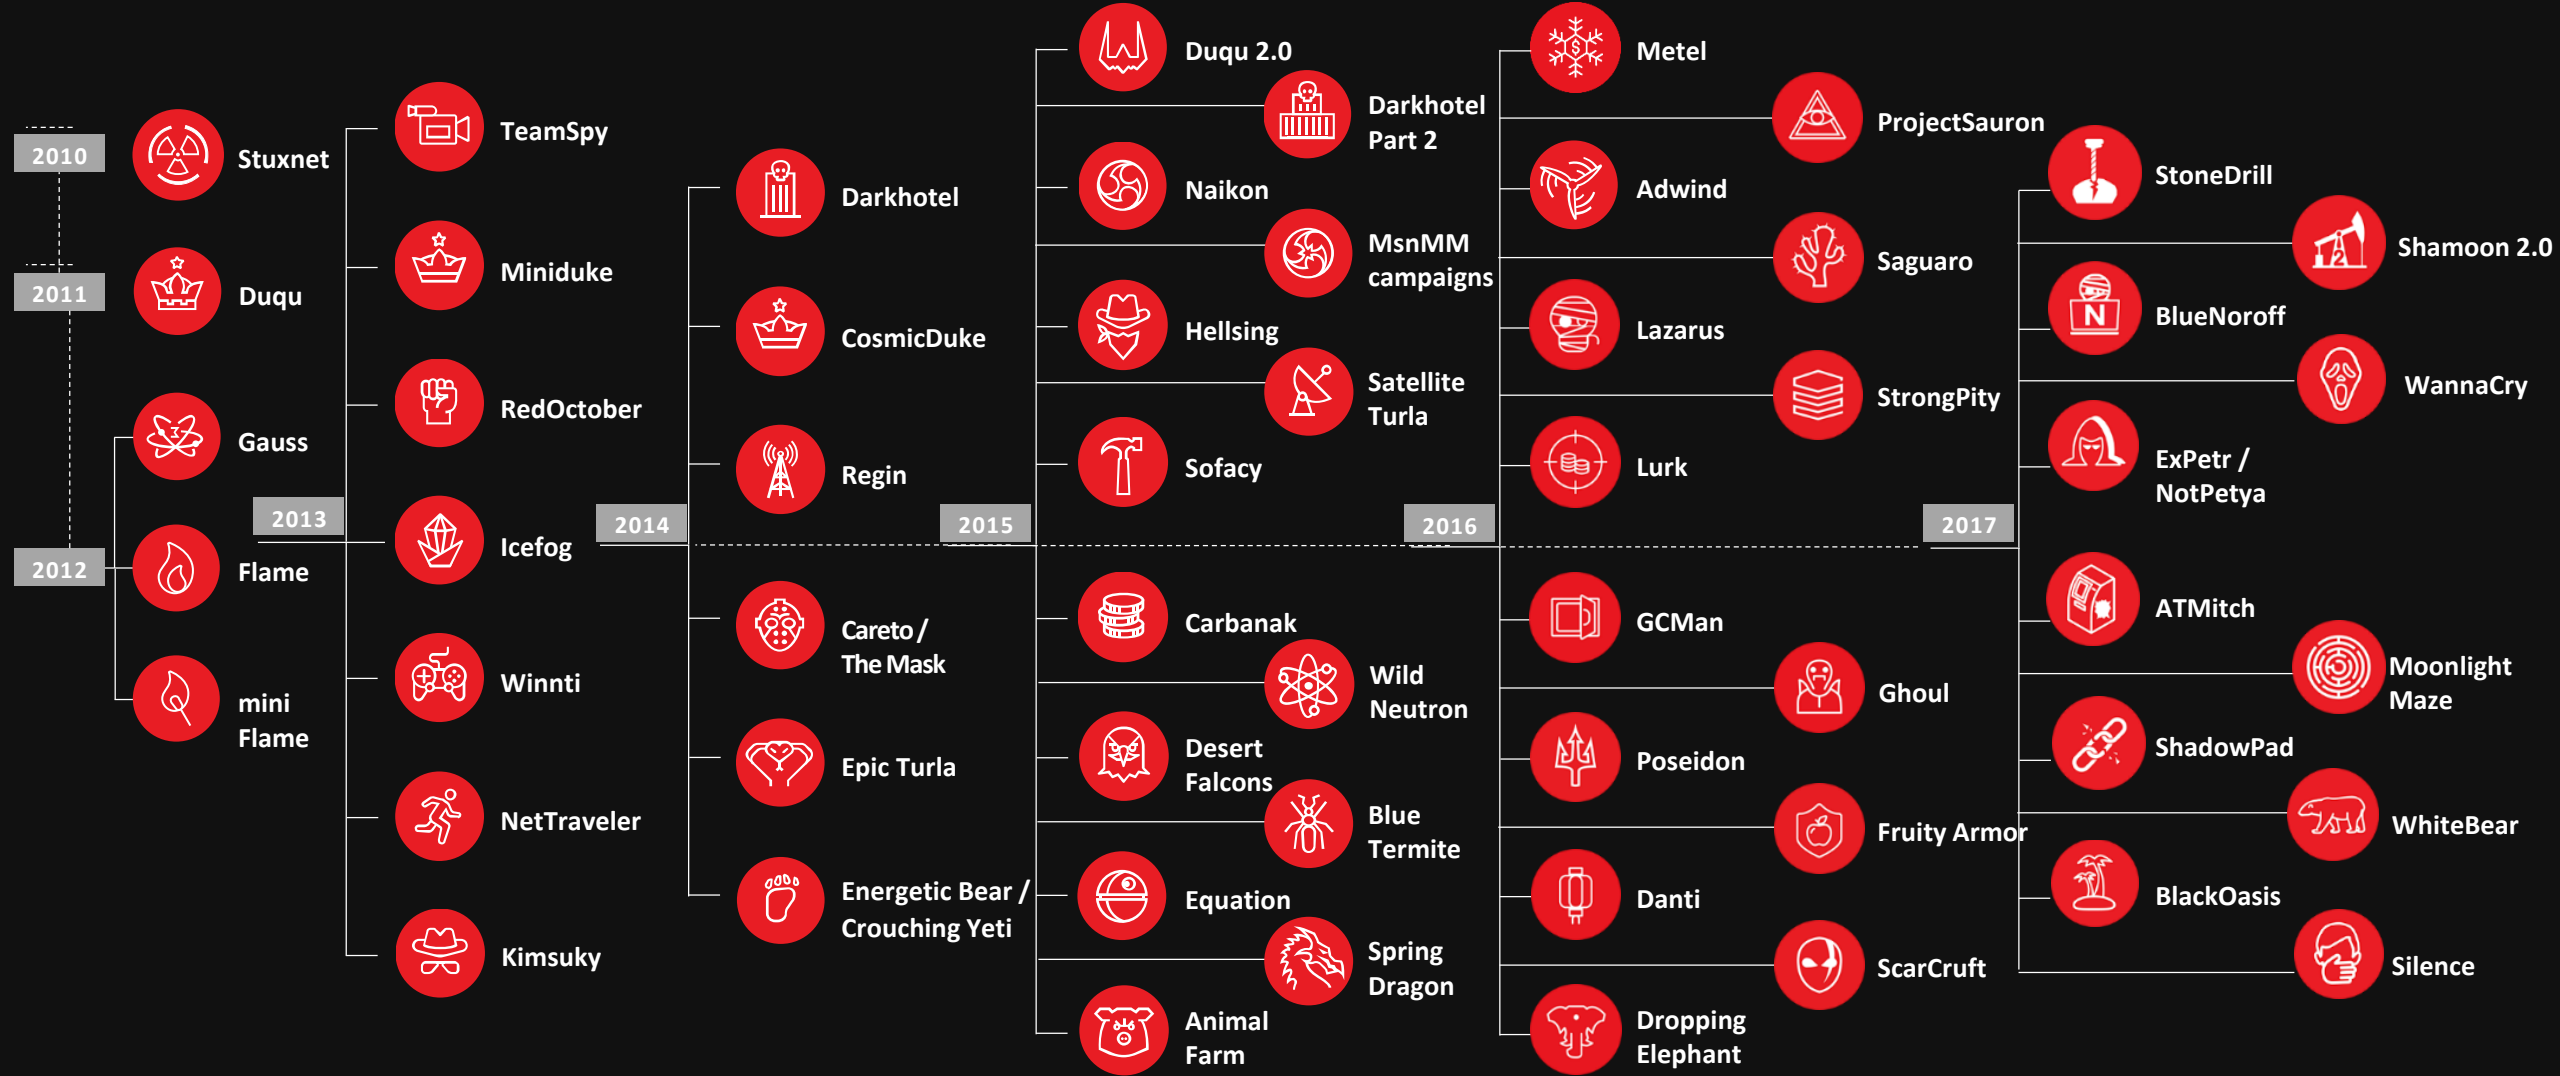 2010
Stuxnet
2011
Duqu
2012
Gauss
Flame
mini
Flame
2013
TeamSpy
Miniduke
RedOctober
Icefog
Winnti
NetTraveler
Kimsuky
2014
Darkhotel
CosmicDuke
Regin
Careto /
The Mask
Epic Turla
Energetic Bear /
Crouching Yeti
2015
Duqu 2.0
Darkhotel
Part 2
Naikon
MsnMM
campaigns
Hellsing
Satellite
Turla
Sofacy
Carbanak
Wild
Neutron
Desert
Falcons
Blue
Termite
Equation
Spring
Dragon
Animal
Farm
2016
Metel
$
ProjectSauron
Adwind
Saguaro
Lazarus
StrongPity
Lurk
GCMan
Ghoul
Poseidon
Fruity Armor
Danti
ScarCruft
Dropping
Elephant
2017
StoneDrill
Shamoon 2.0
2
BlueNoroff
N
WannaCry
ExPetr /
NotPetya
ATMitch
Moonlight
Maze
ShadowPad
WhiteBear
BlackOasis
Silence